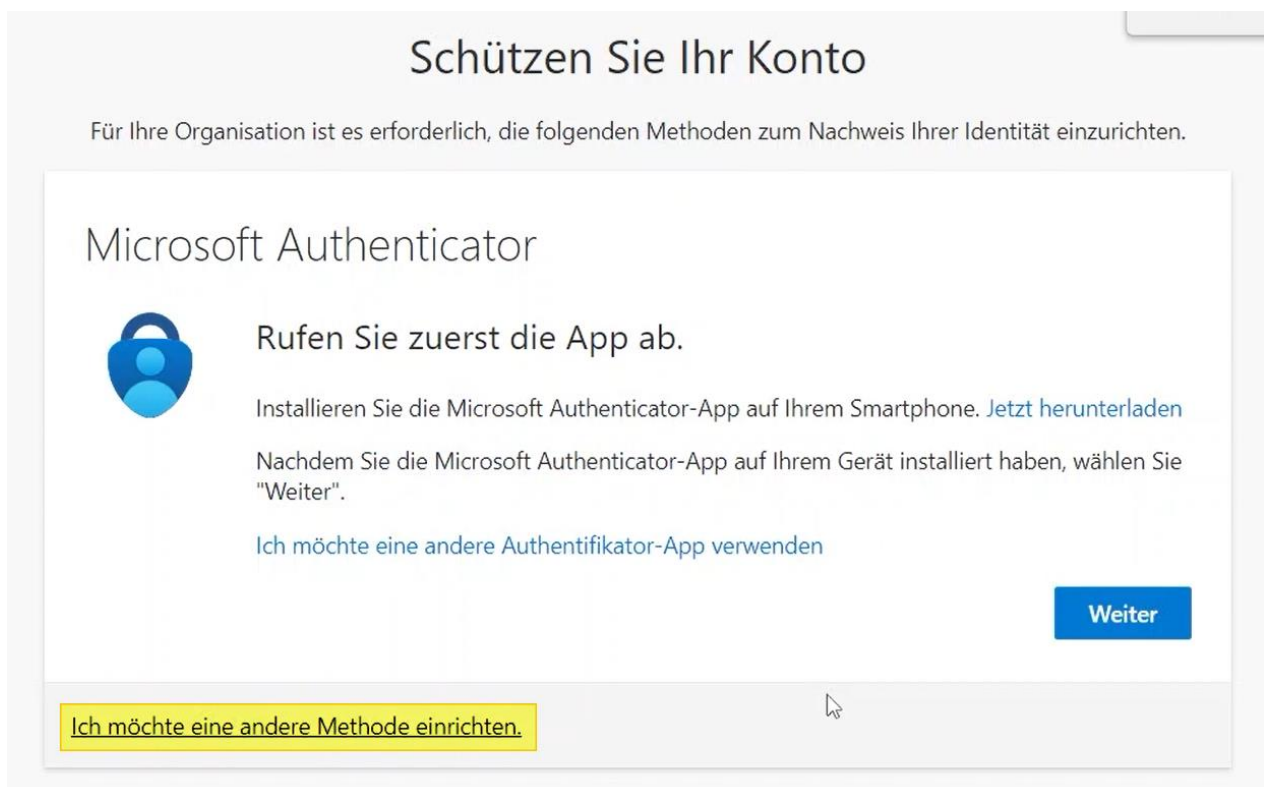 Schützen Sie Ihr Konto
Für Ihre Organisation ist es erforderlich, die folgenden Methoden zum Nachweis Ihrer Identität einzurichten.
Microsoft Authenticator
Rufen Sie zuerst die App ab.
Installieren Sie die Microsoft Authenticator-App auf Ihrem Smartphone. Jetzt herunterladen
Nachdem Sie die Microsoft Authenticator-App auf Ihrem Gerät installiert haben, wählen Sie
"Weiter".
Ich möchte eine andere Authentifikator-App verwenden
Weiter
Ich möchte eine andere Methode einrichten.